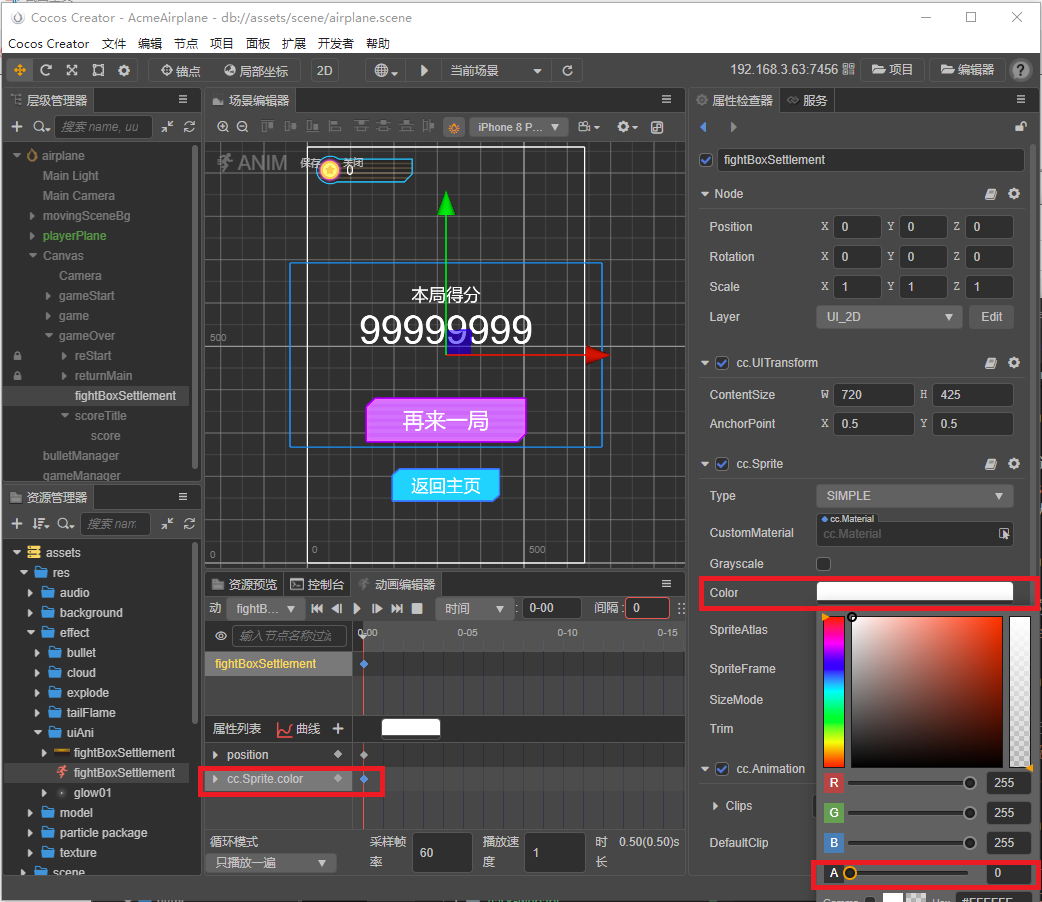 Cocos Creator - AcmeAirplane - db://assets/scene/airplane.scene
Cocos Creator 文件 编辑 节点 项目 面板 扩展 开发者 帮助
锚点 局部坐标 2D 当前场景 192.168.3.63:7456 项目 编辑器 ?
层级管理器
搜索 name, uu
airplane
Main Light
Main Camera
movingSceneBg
playerPlane
Canvas
Camera
gameStart
game
gameOver
reStart
returnMain
fightBoxSettlement
scoreTitle
score
bulletManager
gameManager
资源管理器
搜索 nam
assets
res
audio
background
effect
bullet
cloud
explode
tailFlame
uiAni
fightBoxSettlement
fightBoxSettlement
glow01
model
particle package
texture
scene
场景编辑器
iPhone 8 P...
ANIM
保存 关闭
0
本局得分
99999999
500
再来一局
返回主页
0
0
500
资源预览 控制台 动画编辑器
动 fightB... 时间 : 0-00 间隔: 0
输入节点名称过滤
0-00 0-05 0-10 0-15
fightBoxSettlement
属性列表 曲线
position
cc.Sprite.color
循环模式
只播放一遍
采样帧率 60
播放速度 1
时长 0.50(0.50)s
属性检查器 服务
fightBoxSettlement
Node
Position X 0 Y 0 Z 0
Rotation X 0 Y 0 Z 0
Scale X 1 Y 1 Z 1
Layer UI_2D Edit
cc.UITransform
ContentSize W 720 H 425
AnchorPoint X 0.5 Y 0.5
cc.Sprite
Type SIMPLE
CustomMaterial cc.Material
cc.Material
Grayscale
Color
SpriteAtlas
SpriteFrame
SizeMode
Trim
cc.Animation
Clips
DefaultClip
R 255
G 255
B 255
A 0